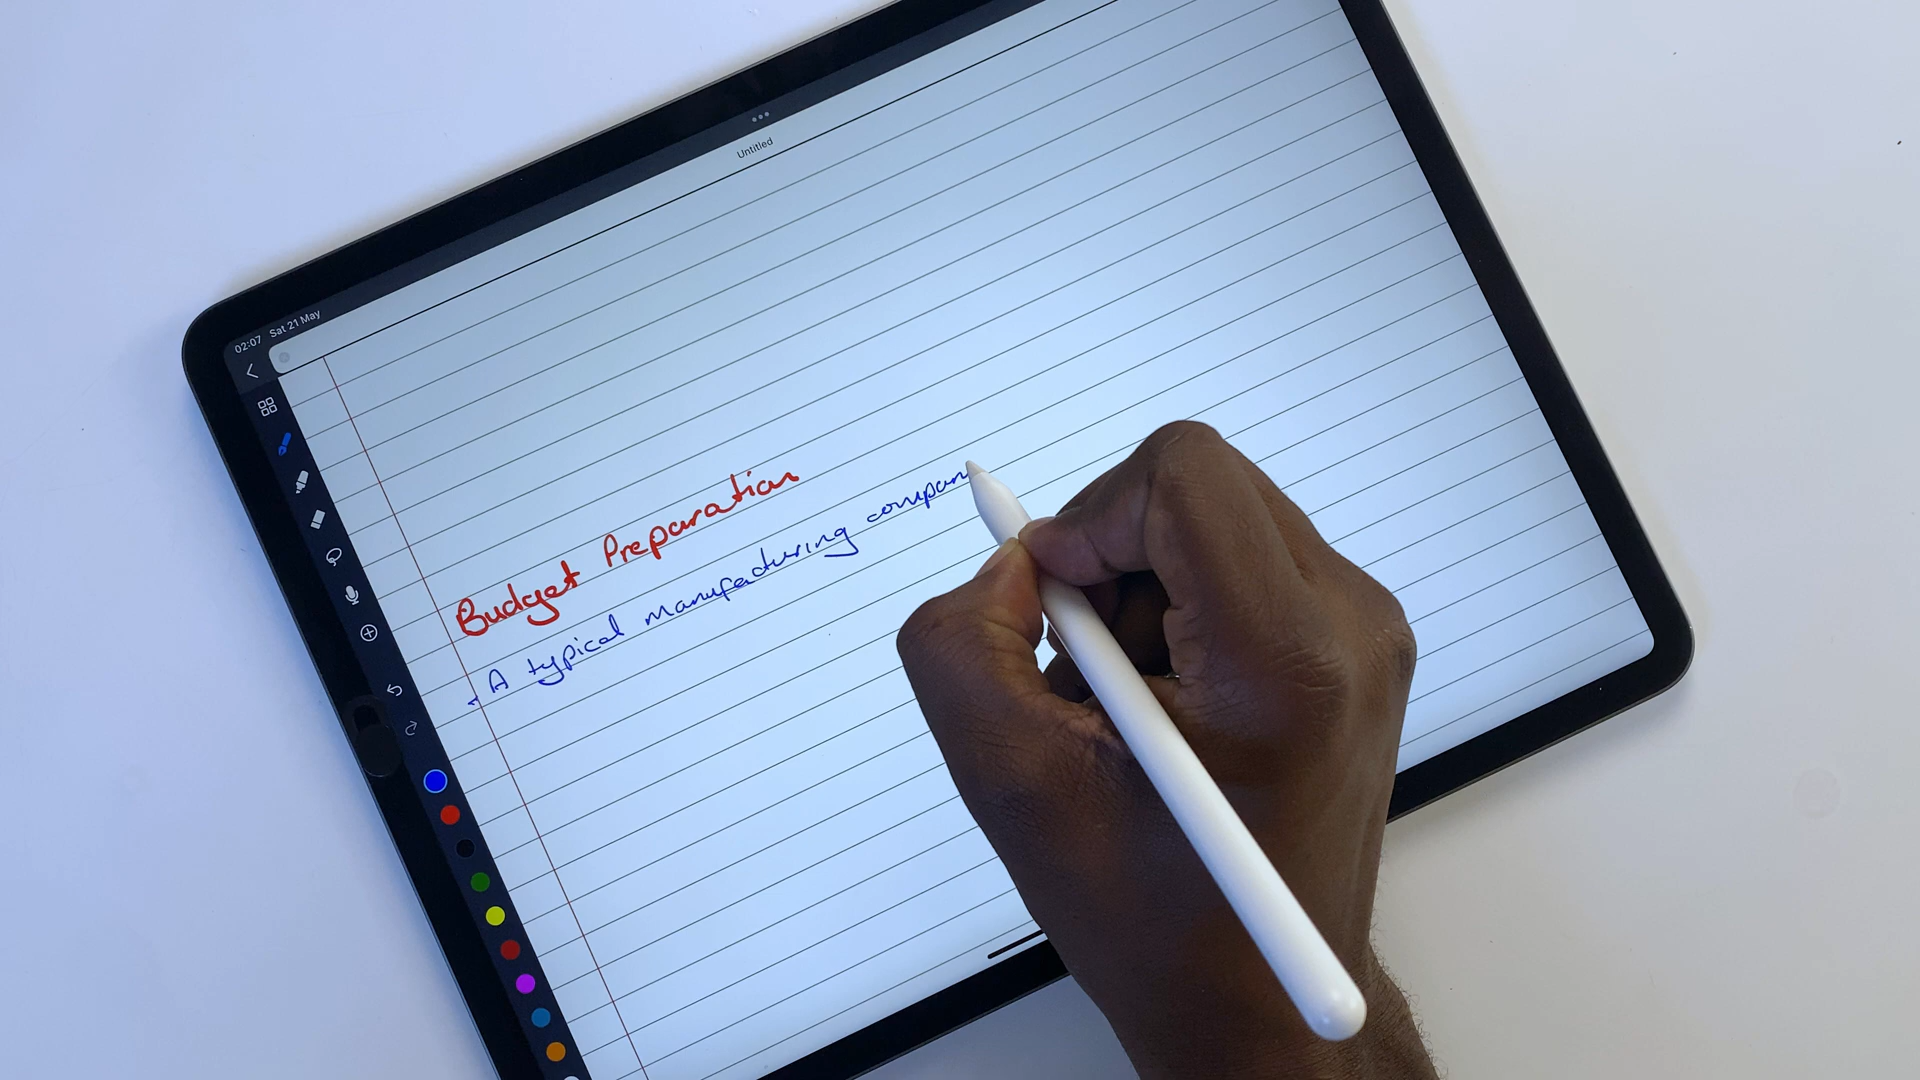 02:07 Sat 21 May
Untitled
Budget Preparation
- A typical manufacturing compan